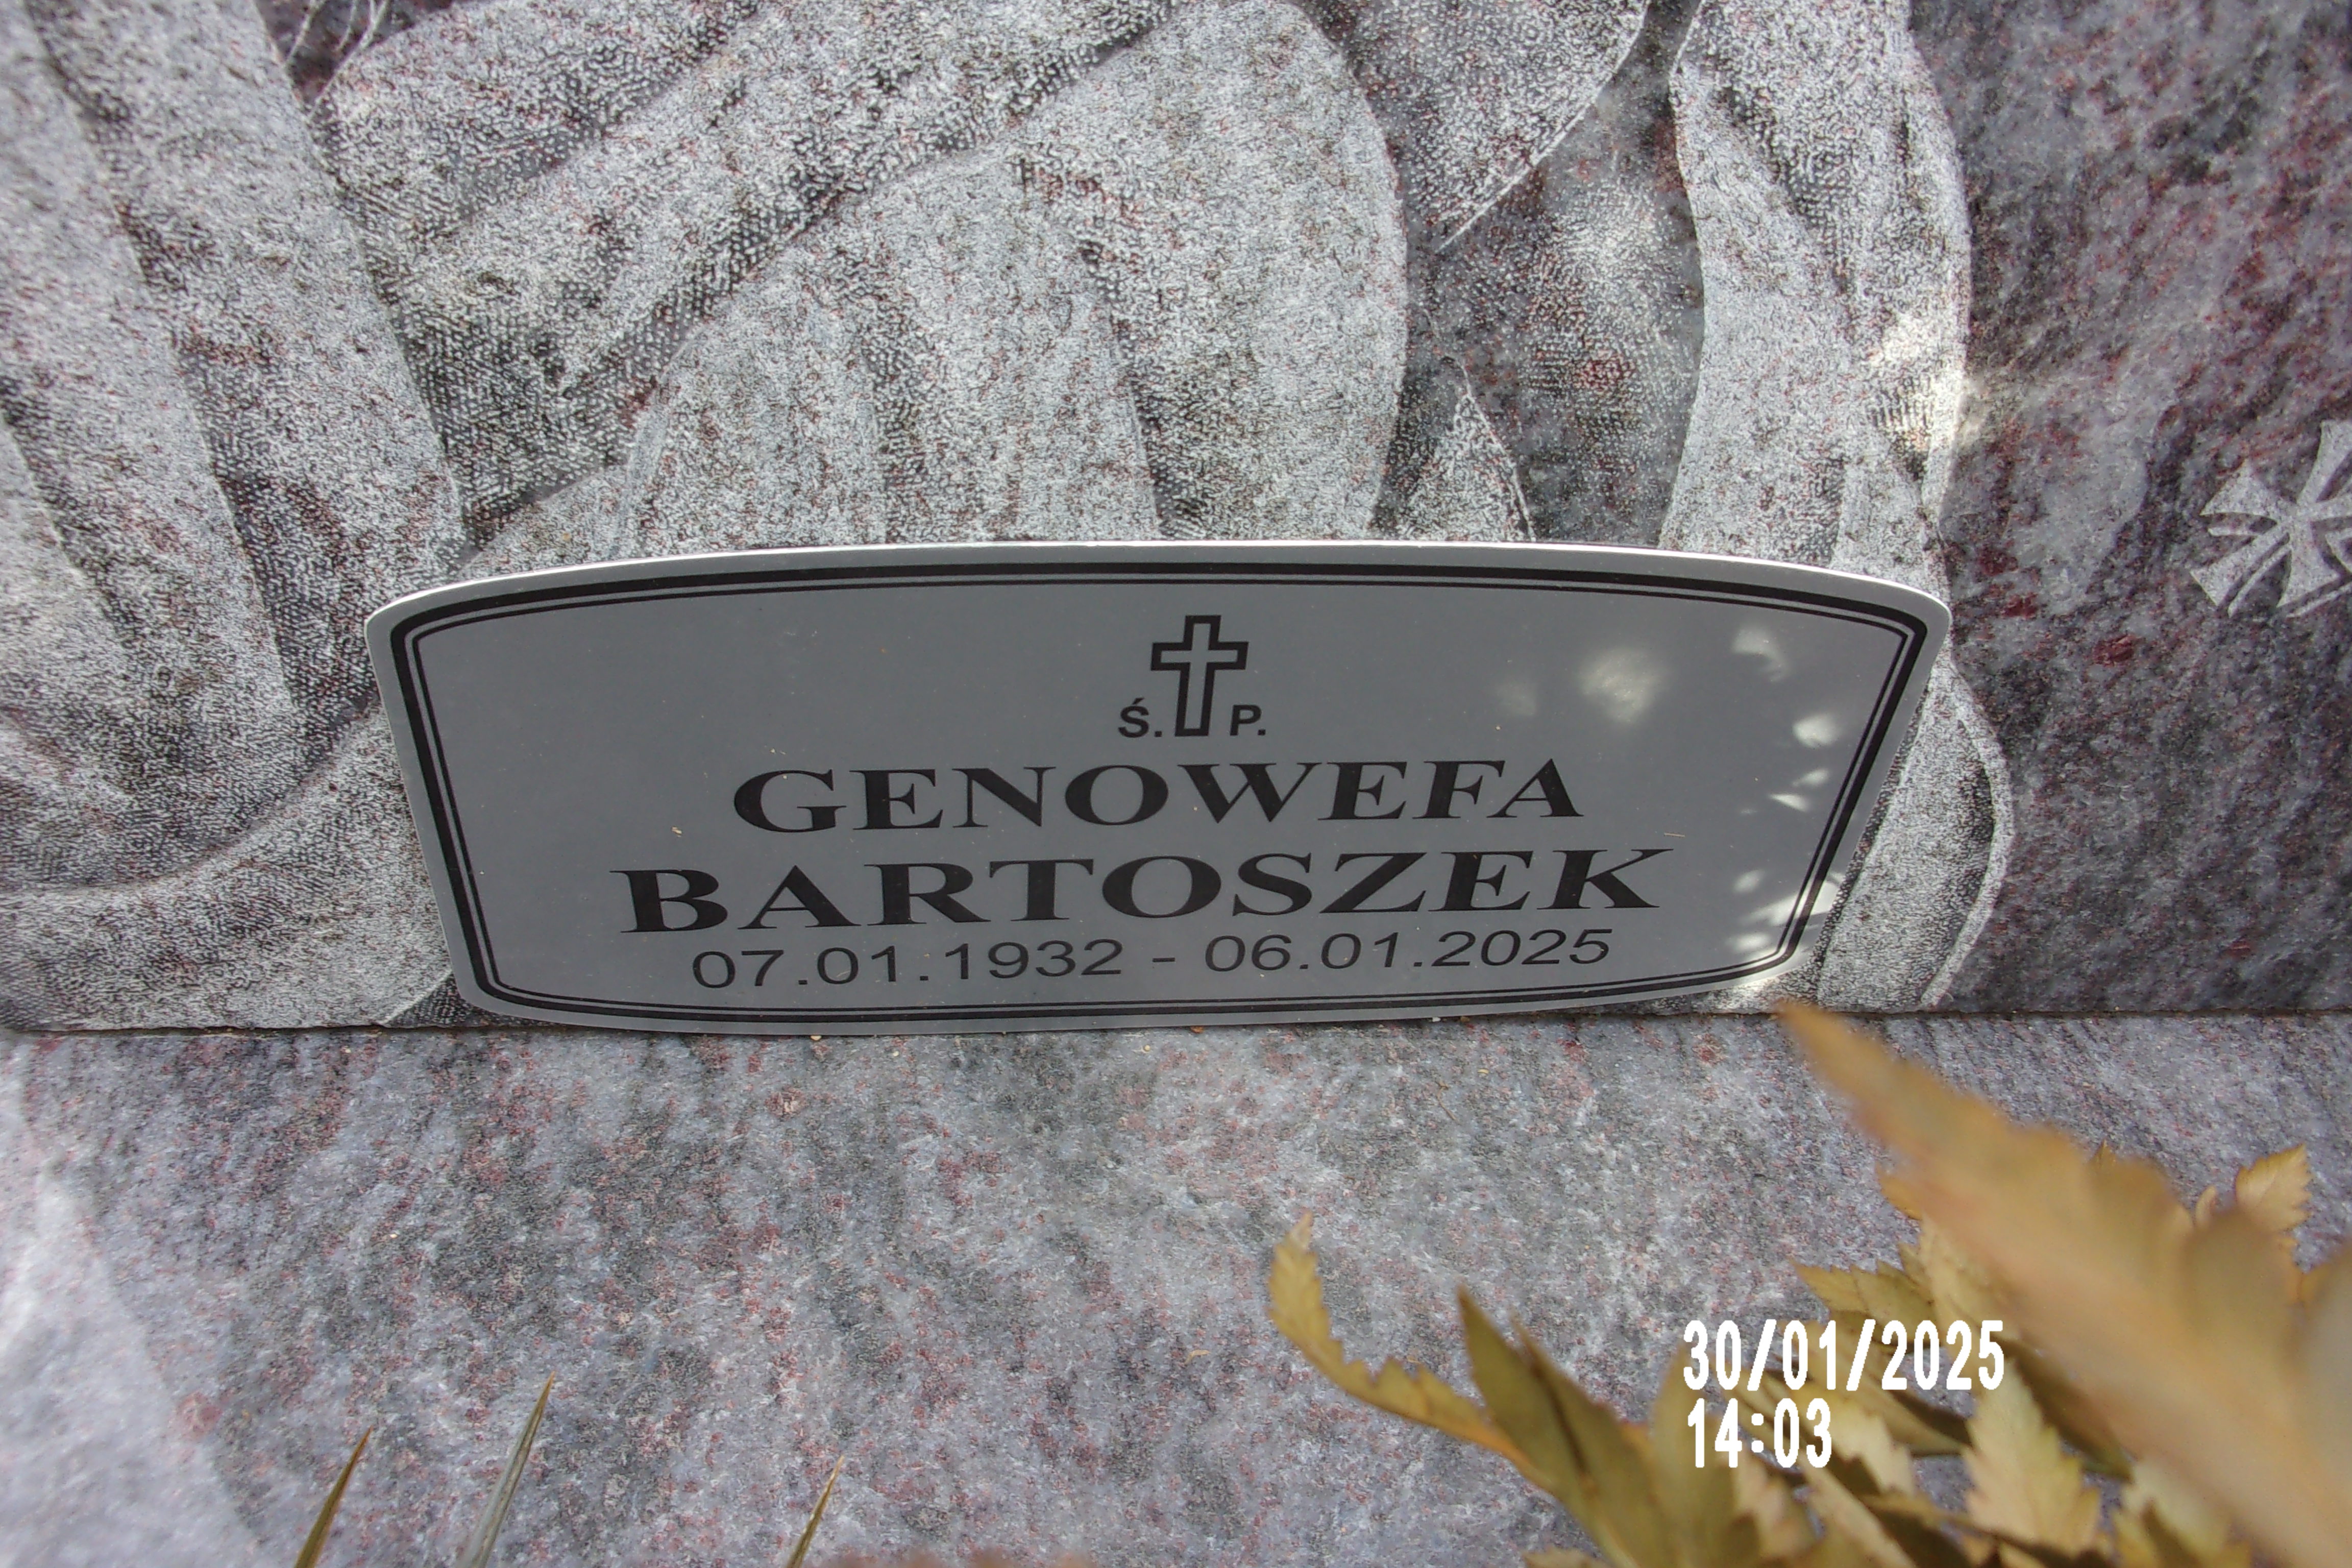 Ś. P.
GENOWEFA
BARTOSZEK
07.01.1932 - 06.01.2025
30/01/2025
14:03